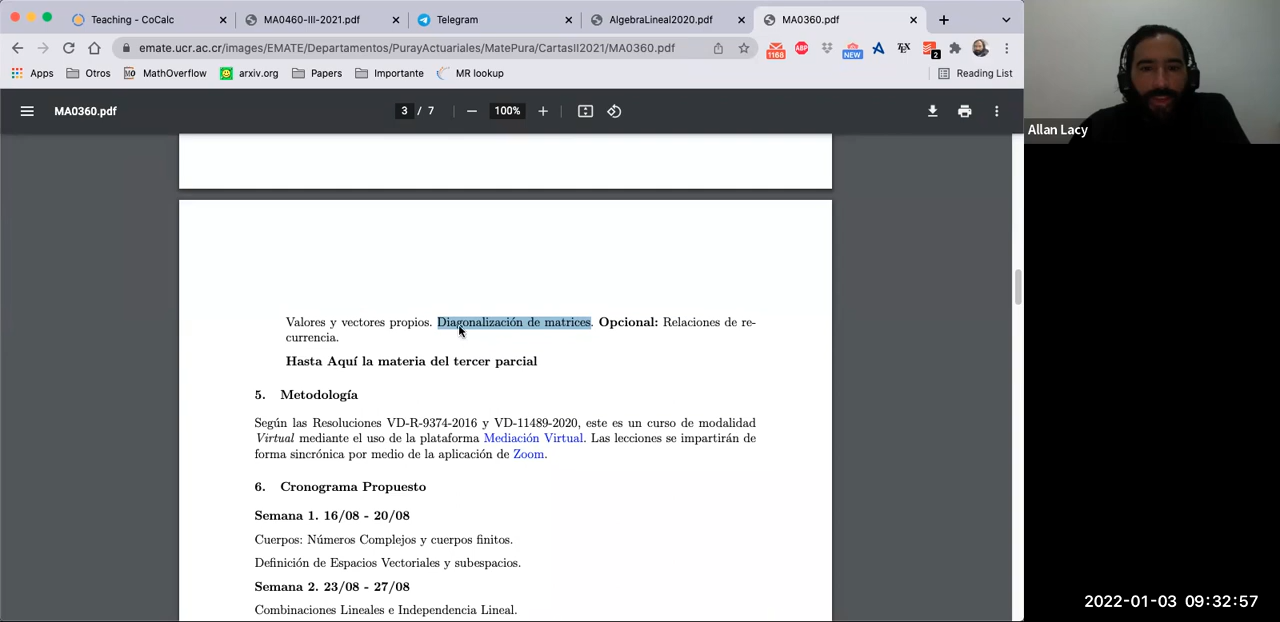 Teaching - CoCalc
MA0460-III-2021.pdf
Telegram
AlgebraLineal2020.pdf
MA0360.pdf
emate.ucr.ac.cr/images/EMATE/Departamentos/PurayActuariales/MatePura/CartasII2021/MA0360.pdf
1168
ABP
NEW
2
Apps
Otros
MathOverflow
arxiv.org
Papers
Importante
MR lookup
Reading List
MA0360.pdf
3 / 7
100%
Allan Lacy
Valores y vectores propios. Diagonalización de matrices. Opcional: Relaciones de re-
currencia.
Hasta Aquí la materia del tercer parcial
5. Metodología
Según las Resoluciones VD-R-9374-2016 y VD-11489-2020, este es un curso de modalidad
Virtual mediante el uso de la plataforma Mediación Virtual. Las lecciones se impartirán de
forma sincrónica por medio de la aplicación de Zoom.
6. Cronograma Propuesto
Semana 1. 16/08 - 20/08
Cuerpos: Números Complejos y cuerpos finitos.
Definición de Espacios Vectoriales y subespacios.
Semana 2. 23/08 - 27/08
Combinaciones Lineales e Independencia Lineal.
2022-01-03 09:32:57